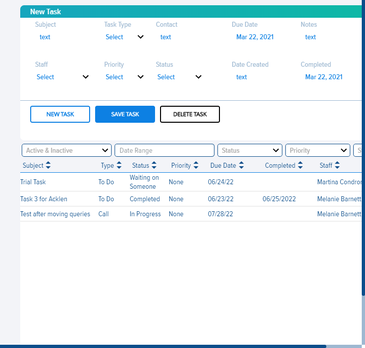 New Task
Subject Task Type Contact Due Date Notes
text Select text Mar 22, 2021 text
Staff Priority Status Date Created Completed
Select Select Select text Mar 22, 2021
NEW TASK SAVE TASK DELETE TASK
Active & Inactive Date Range Status Priority S
Subject Type Status Priority Due Date Completed Staff
Trial Task To Do Waiting on Someone None 06/24/22 Martina Condron
Task 3 for Acklen To Do Completed None 06/23/22 06/25/2022 Melanie Barnett
Test after moving queries Call In Progress None 07/28/22 Melanie Barnett